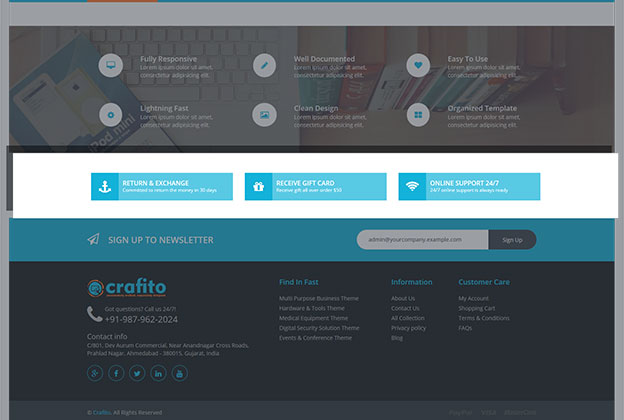 Fully Responsive
Lorem ipsum dolor sit amet,
adipiscing elit.
Well Documented
Lorem ipsum dolor sit amet,
adipiscing elit.
Easy To Use
Lorem ipsum dolor sit amet,
adipiscing elit.
Lightning Fast
Lorem ipsum dolor sit amet,
adipiscing elit.
Clean Design
Lorem ipsum dolor sit amet,
adipiscing elit.
Organized Template
Lorem ipsum dolor sit amet,
adipiscing elit.
Pod mini
RETURN & EXCHANGE
Committed to return the money in 30 days
RECEIVE GIFT CARD
Receive gift all over order $50
ONLINE SUPPORT 24/7
24/7 online support is always ready
SIGN UP TO NEWSLETTER
admin@yourcompany.example.com
Sign Up
crafito
Got questions? Call us 24/7!
+91-987-962-2024
Contact info
C/801, Dev Aurum Commercial, Near Anandnagar Cross Roads,
Prahlad Nagar, Ahmedabad - 380015, Gujarat, India
Find In Fast
Multi Purpose Business Theme
Hardware & Tools Theme
Medical Equipment Theme
Digital Security Solution Theme
Events & Conference Theme
Information
About Us
Contact Us
All Collection
Privacy policy
Blog
Customer Care
My Account
Shopping Cart
Terms & Conditions
FAQs
© Crafito. All Rights Reserved
PayPal VISA MasterCard